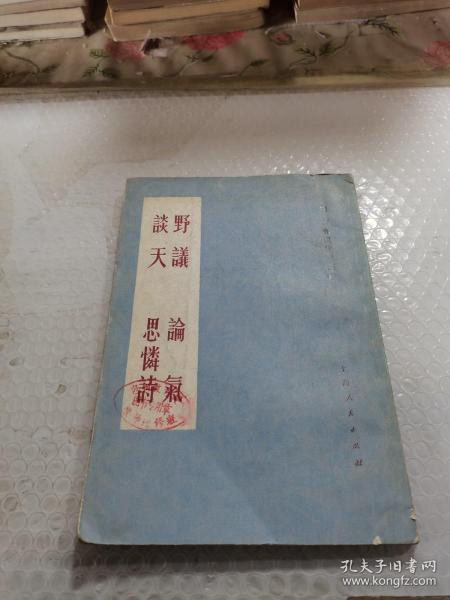 野議 論氣
談天 思憐詩
上海人民出版社
孔夫子旧书网
www.kongfz.com